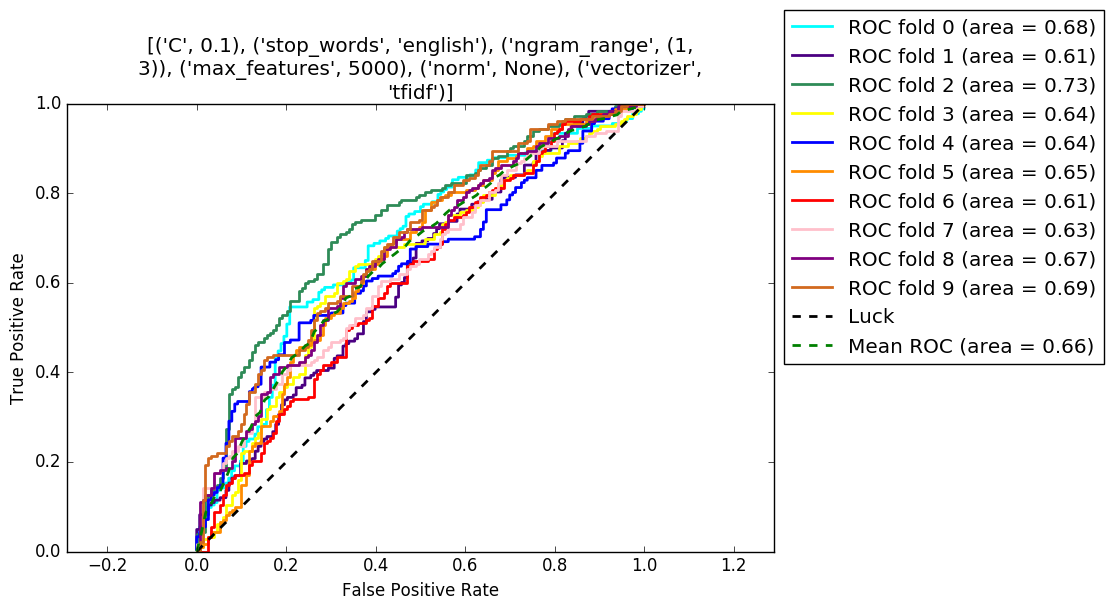 [('C', 0.1), ('stop_words', 'english'), ('ngram_range', (1,
3)), ('max_features', 5000), ('norm', None), ('vectorizer',
'tfidf')]
ROC fold 0 (area = 0.68)
ROC fold 1 (area = 0.61)
ROC fold 2 (area = 0.73)
ROC fold 3 (area = 0.64)
ROC fold 4 (area = 0.64)
ROC fold 5 (area = 0.65)
ROC fold 6 (area = 0.61)
ROC fold 7 (area = 0.63)
ROC fold 8 (area = 0.67)
ROC fold 9 (area = 0.69)
Luck
Mean ROC (area = 0.66)
True Positive Rate
1.0
0.8
0.6
0.4
0.2
0.0
−0.2 0.0 0.2 0.4 0.6 0.8 1.0 1.2
False Positive Rate